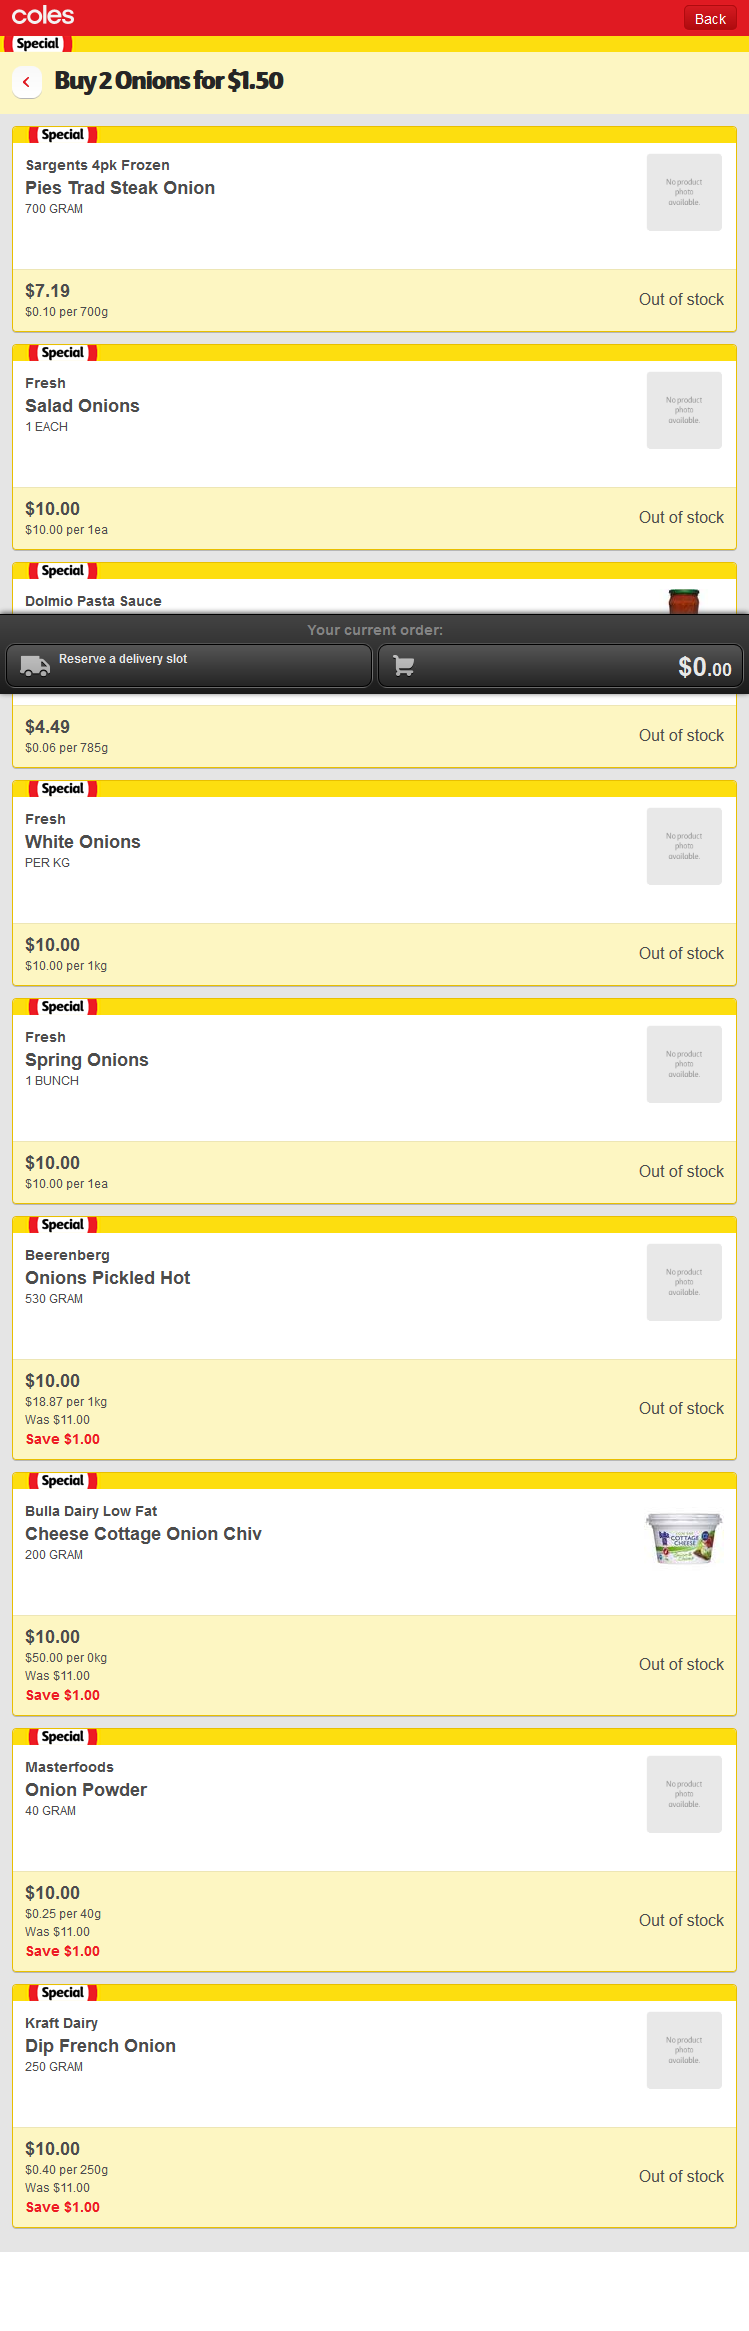 coles
Back
Special
Buy 2 Onions for $1.50
Special
Sargents 4pk Frozen
Pies Trad Steak Onion
700 GRAM
No product
photo
available.
$7.19
$0.10 per 700g
Out of stock
Special
Fresh
Salad Onions
1 EACH
No product
photo
available.
$10.00
$10.00 per 1ea
Out of stock
Special
Dolmio Pasta Sauce
Your current order:
Reserve a delivery slot
$0.00
$4.49
$0.06 per 785g
Out of stock
Special
Fresh
White Onions
PER KG
No product
photo
available.
$10.00
$10.00 per 1kg
Out of stock
Special
Fresh
Spring Onions
1 BUNCH
No product
photo
available.
$10.00
$10.00 per 1ea
Out of stock
Special
Beerenberg
Onions Pickled Hot
530 GRAM
No product
photo
available.
$10.00
$18.87 per 1kg
Was $11.00
Save $1.00
Out of stock
Special
Bulla Dairy Low Fat
Cheese Cottage Onion Chiv
200 GRAM
COTTAGE
CHEESE
$10.00
$50.00 per 0kg
Was $11.00
Save $1.00
Out of stock
Special
Masterfoods
Onion Powder
40 GRAM
No product
photo
available.
$10.00
$0.25 per 40g
Was $11.00
Save $1.00
Out of stock
Special
Kraft Dairy
Dip French Onion
250 GRAM
No product
photo
available.
$10.00
$0.40 per 250g
Was $11.00
Save $1.00
Out of stock